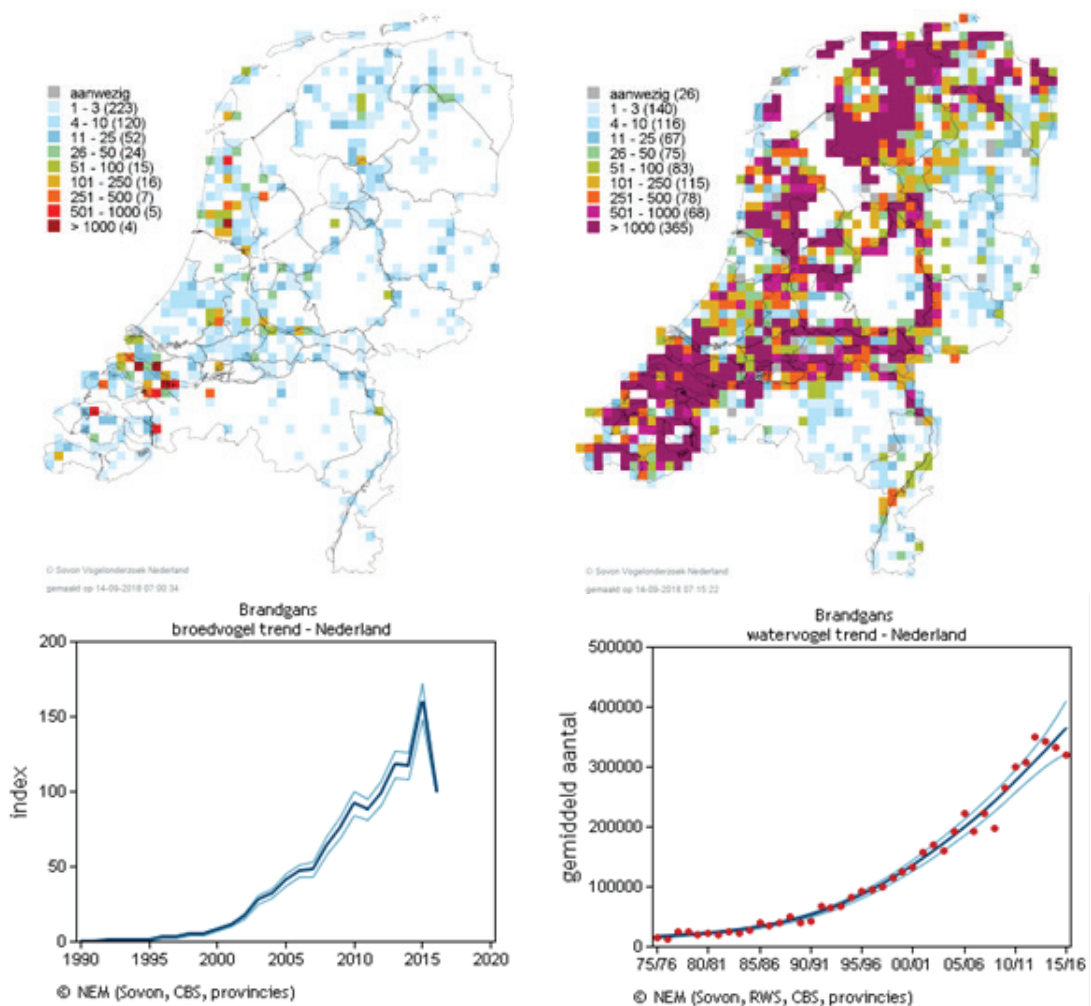 aanwezig
1 - 3 (223)
4 - 10 (120)
11 - 25 (52)
26 - 50 (24)
51 - 100 (15)
101 - 250 (16)
251 - 500 (7)
501 - 1000 (5)
> 1000 (4)
© Sovon Vogelonderzoek Nederland
gemaakt op 14-09-2018 07:00:34
aanwezig (26)
1 - 3 (140)
4 - 10 (116)
11 - 25 (67)
26 - 50 (75)
51 - 100 (83)
101 - 250 (115)
251 - 500 (78)
501 - 1000 (68)
> 1000 (365)
© Sovon Vogelonderzoek Nederland
gemaakt op 14-09-2018 07:15:22
Brandgans
broedvogel trend - Nederland
index
200
150
100
50
0
1990 1995 2000 2005 2010 2015 2020
© NEM (Sovon, CBS, provincies)
Brandgans
watervogel trend - Nederland
gemiddeld aantal
500000
400000
300000
200000
100000
0
75/76 80/81 85/86 90/91 95/96 00/01 05/06 10/11 15/16
© NEM (Sovon, RWS, CBS, provincies)